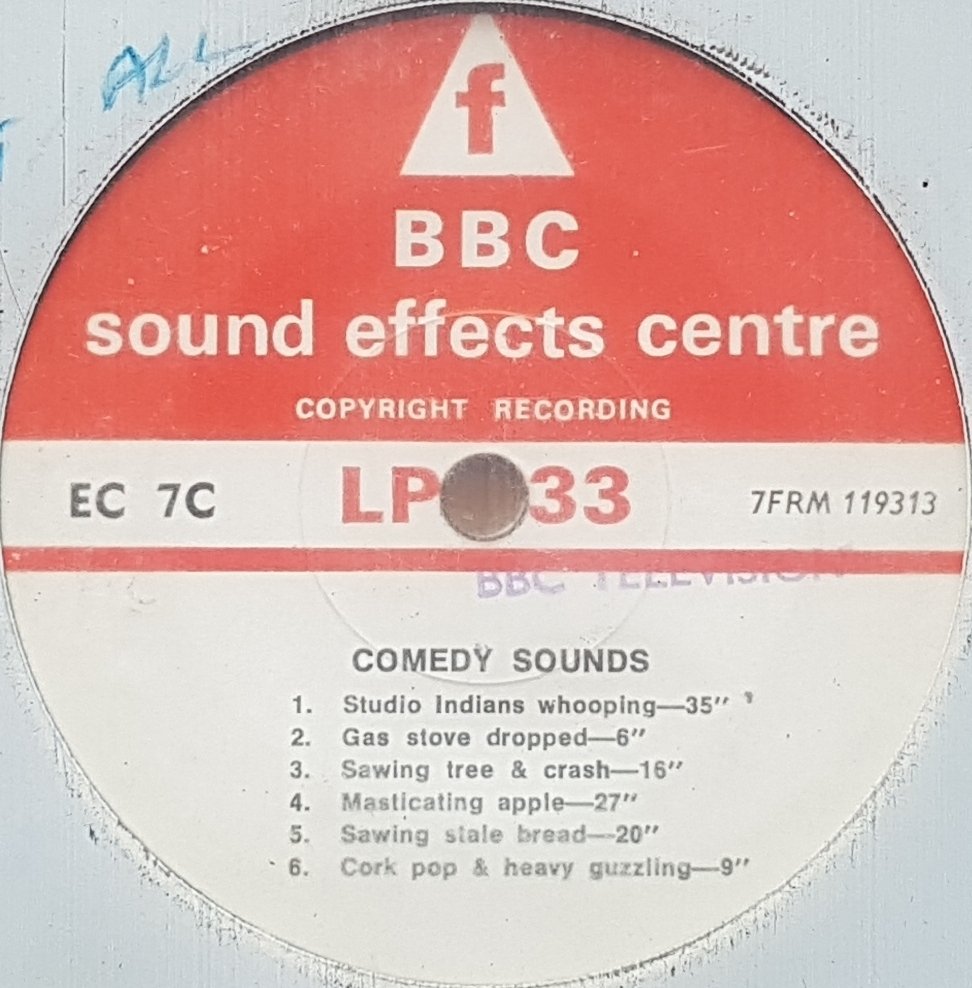 ALL
f
BBC
sound effects centre
COPYRIGHT RECORDING
EC 7C LP 33 7FRM 119313
BBC TELEVISION
COMEDY SOUNDS
1. Studio Indians whooping—35″
2. Gas stove dropped—6″
3. Sawing tree & crash—16″
4. Masticating apple—27″
5. Sawing stale bread—20″
6. Cork pop & heavy guzzling—9″